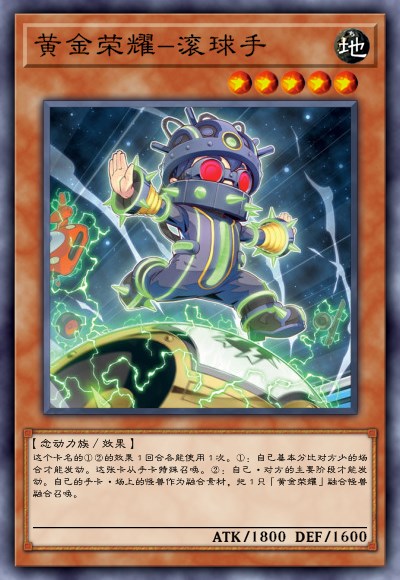 黄金荣耀-滚球手
地
【念动力族/效果】
这个卡名的①②的效果1回合各能使用1次。①：自己基本分比对方少的场
合才能发动。这张卡从手卡特殊召唤。②：自己·对方的主要阶段才能发
动。自己的手卡·场上的怪兽作为融合素材，把1只「黄金荣耀」融合怪兽
融合召唤。
ATK/1800 DEF/1600